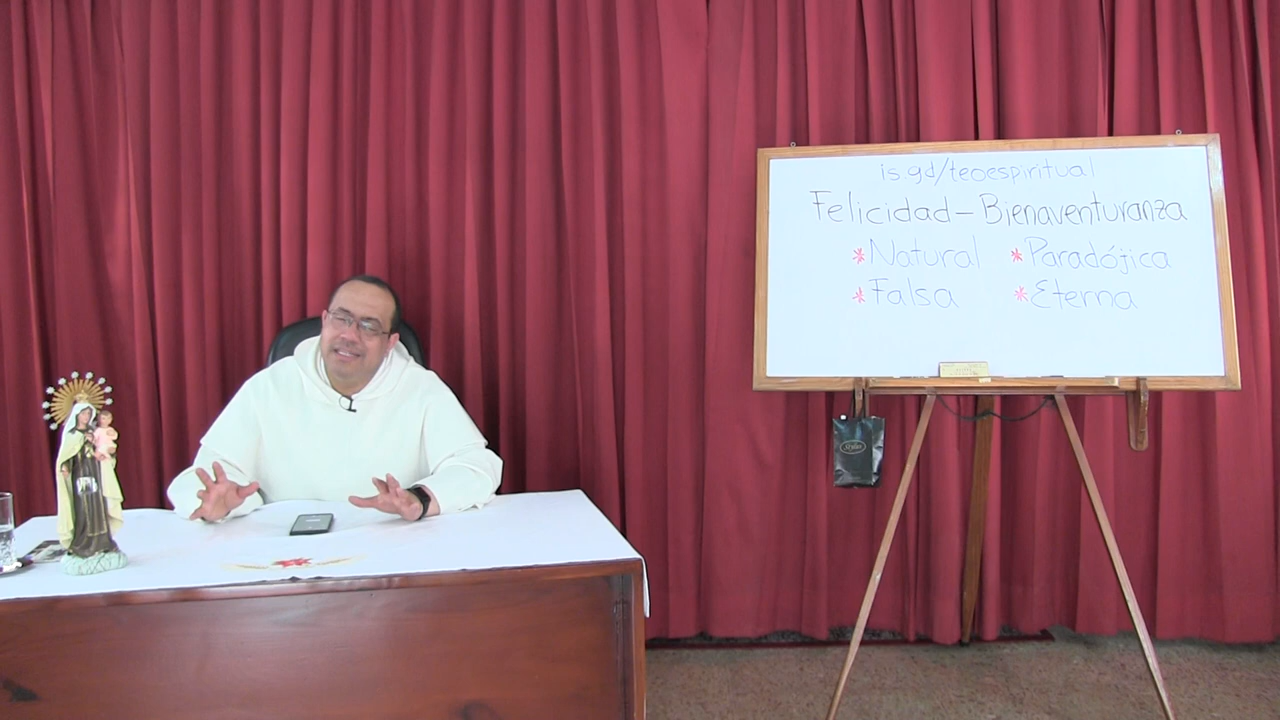 is.gd/teoespiritual
Felicidad – Bienaventuranza
* Natural * Paradójica
* Falsa * Eterna